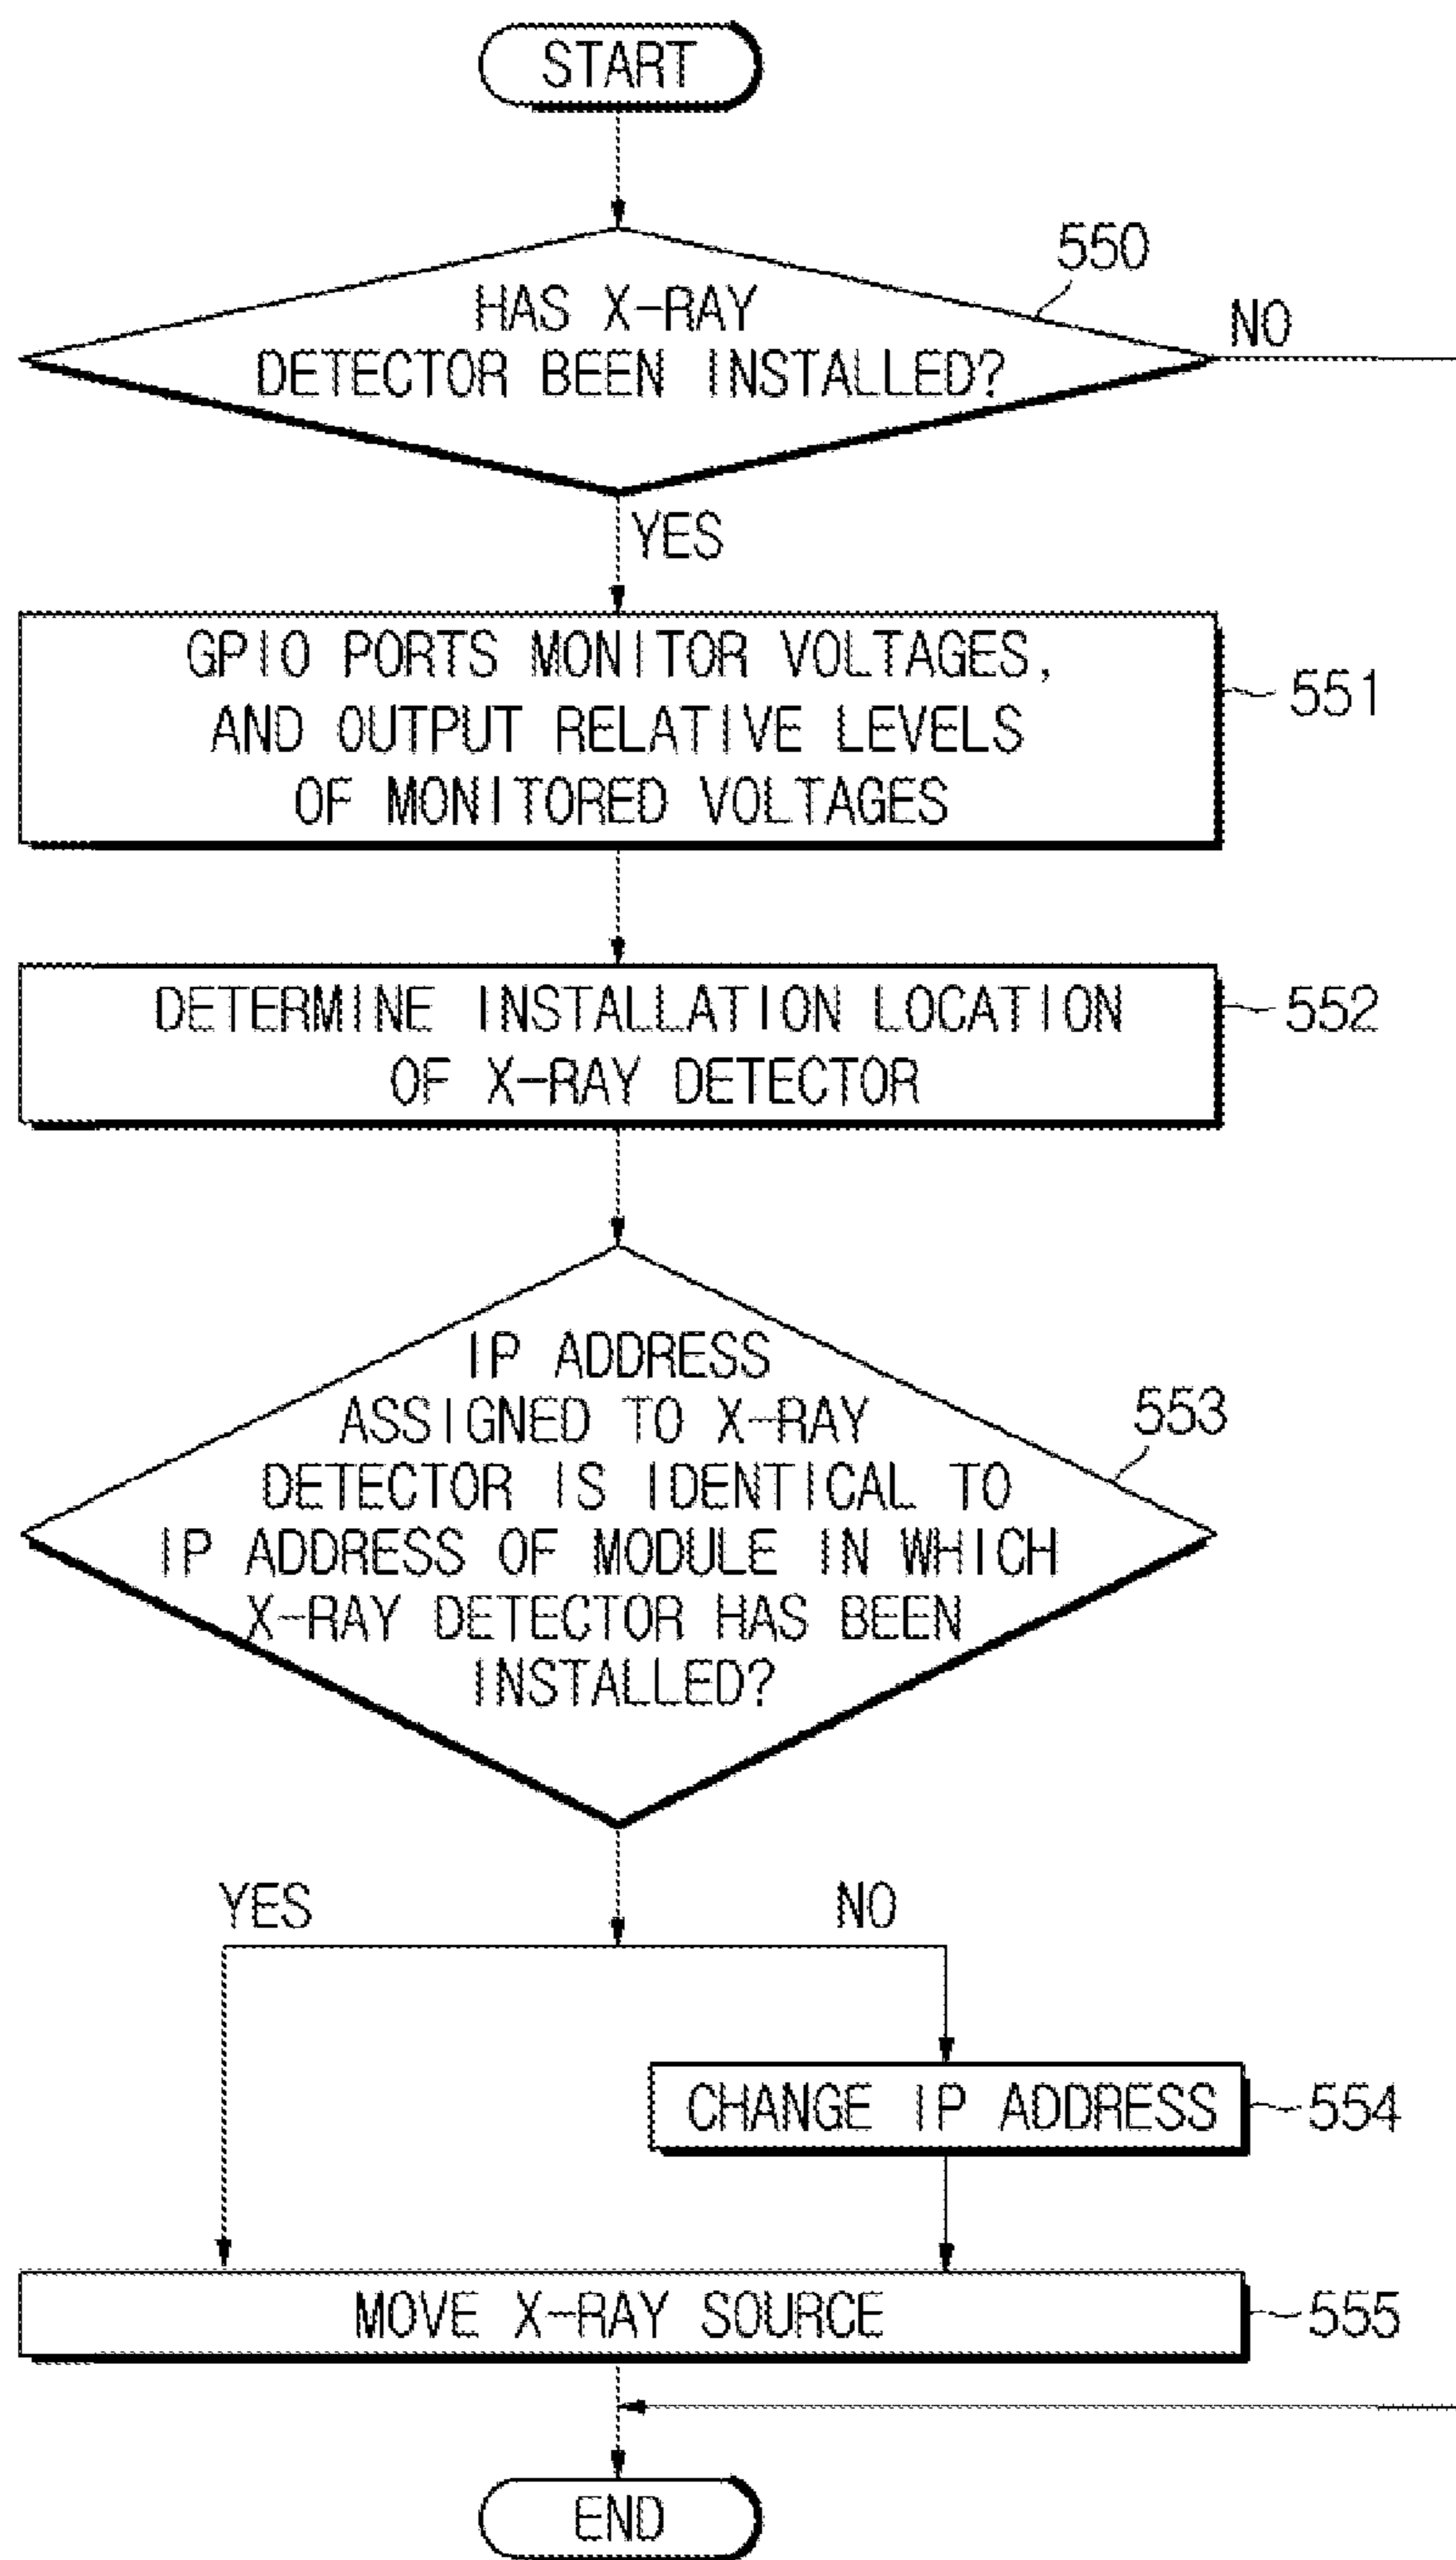 START
550
HAS X-RAY
DETECTOR BEEN INSTALLED?
NO
YES
GPIO PORTS MONITOR VOLTAGES,
AND OUTPUT RELATIVE LEVELS
OF MONITORED VOLTAGES
551
DETERMINE INSTALLATION LOCATION
OF X-RAY DETECTOR
552
IP ADDRESS
ASSIGNED TO X-RAY
DETECTOR IS IDENTICAL TO
IP ADDRESS OF MODULE IN WHICH
X-RAY DETECTOR HAS BEEN
INSTALLED?
553
YES
NO
CHANGE IP ADDRESS
554
MOVE X-RAY SOURCE
555
END